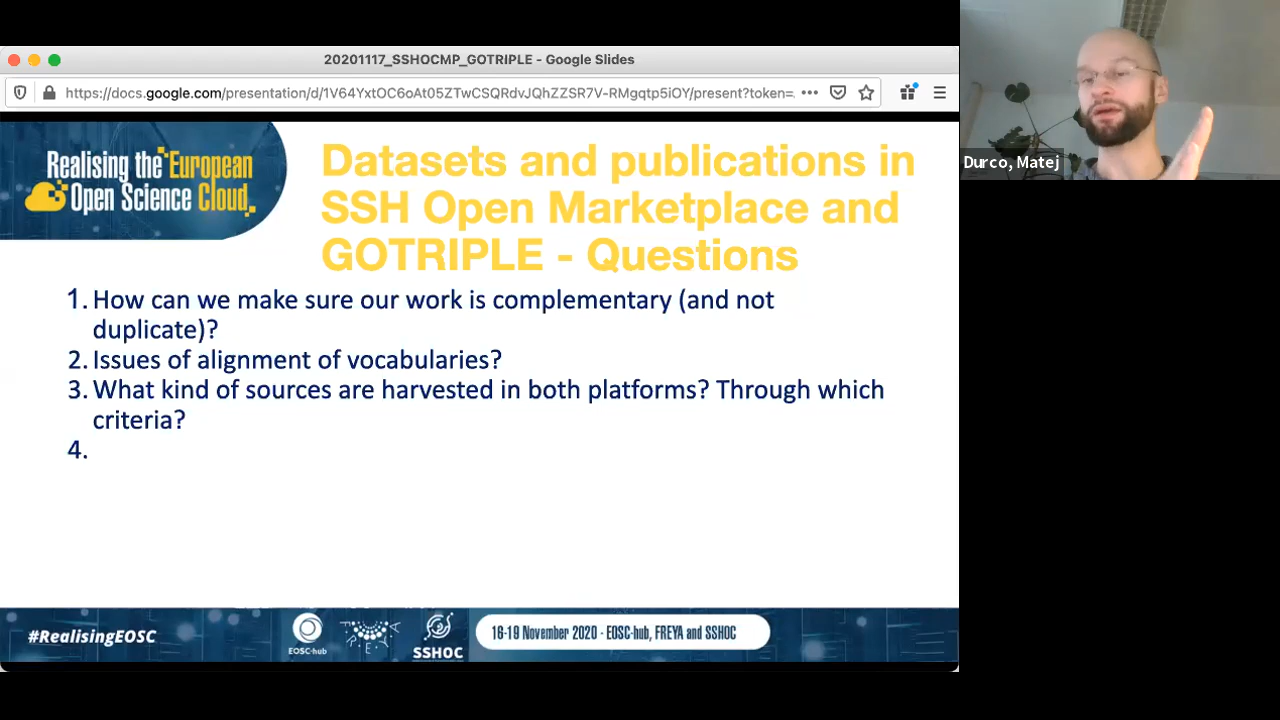 20201117_SSHOCMP_GOTRIPLE - Google Slides
https://docs.google.com/presentation/d/1V64YxtOC6oAt05ZTwCSQRdvJQhZZSR7V-RMgqtp5iOY/present?token=
Durco, Matej
Realising the European
Open Science Cloud
Datasets and publications in
SSH Open Marketplace and
GOTRIPLE - Questions
1. How can we make sure our work is complementary (and not
duplicate)?
2. Issues of alignment of vocabularies?
3. What kind of sources are harvested in both platforms? Through which
criteria?
4.
#RealisingEOSC
EOSC-hub
FREYA
SSHOC
16-19 November 2020 - EOSC-hub, FREYA and SSHOC